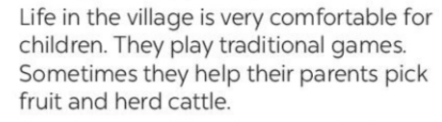 Life in the village is very comfortable for
children. They play traditional games.
Sometimes they help their parents pick
fruit and herd cattle.